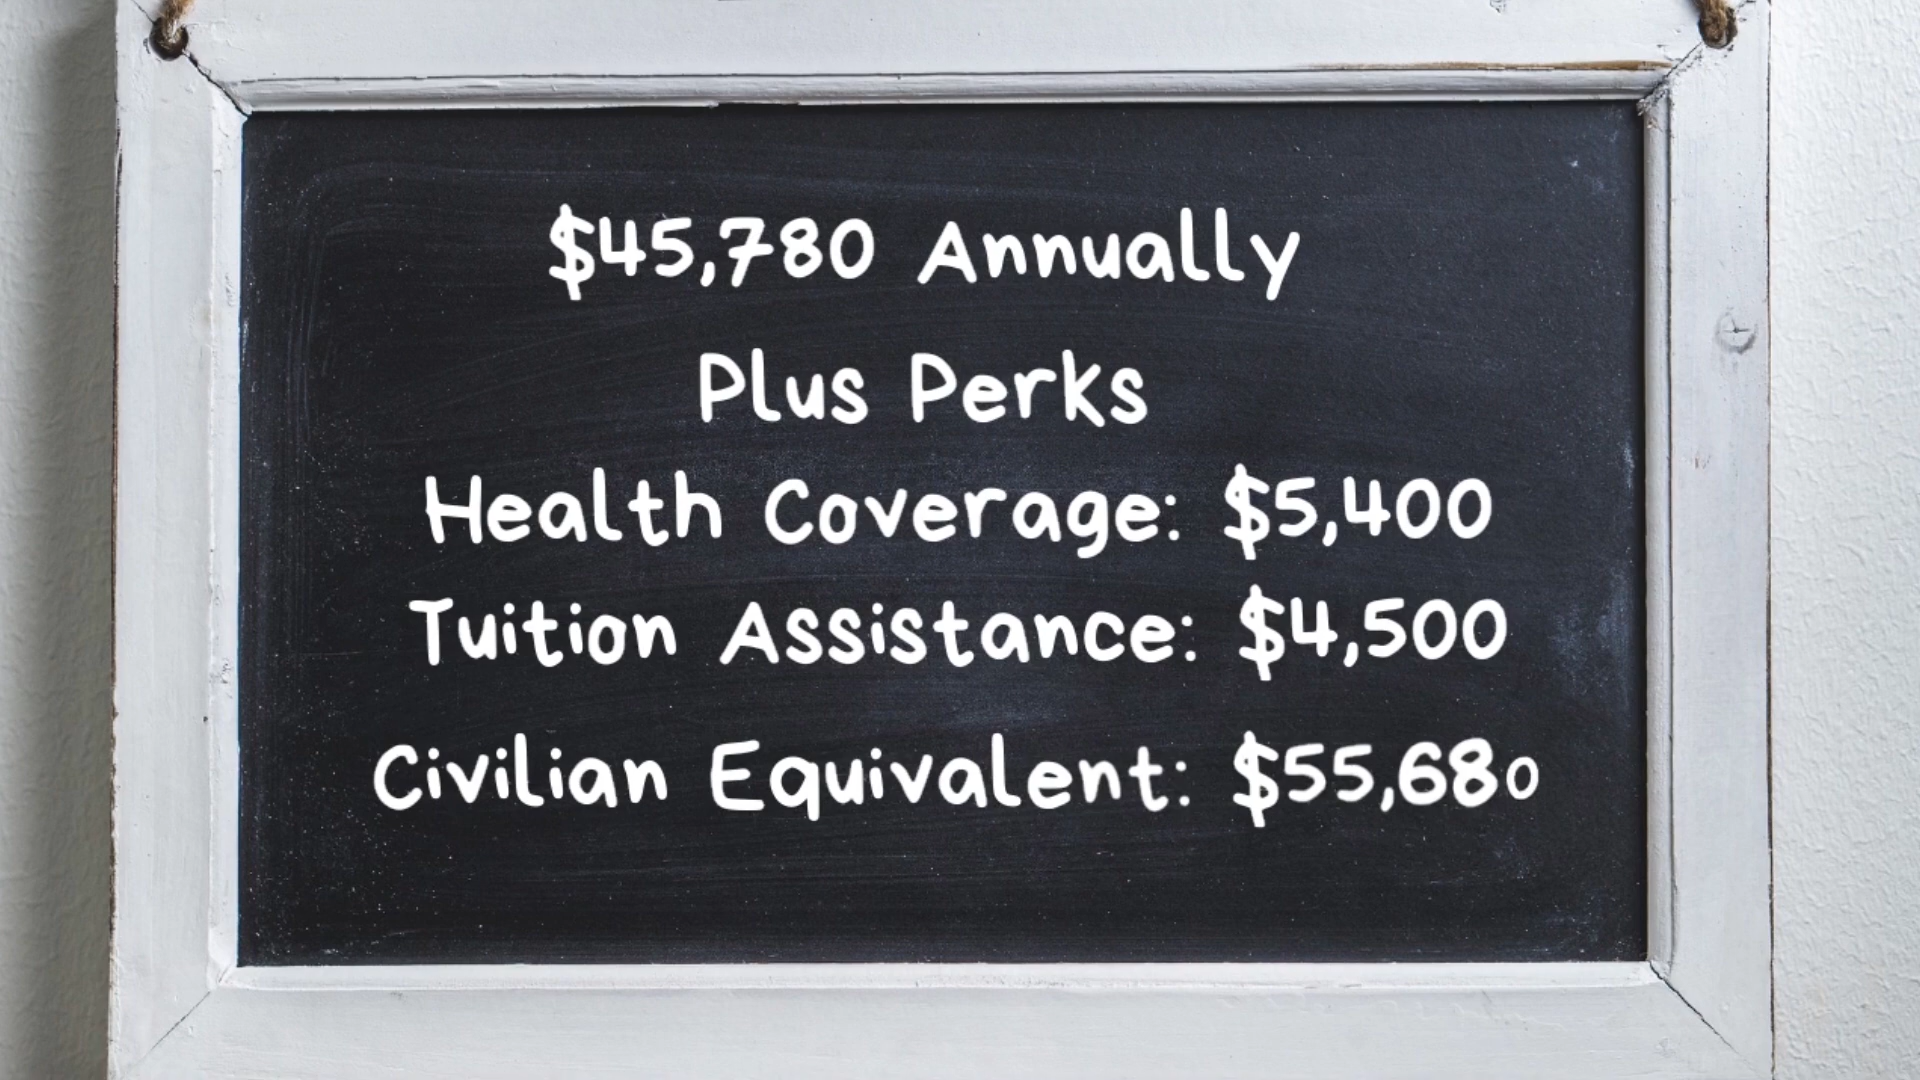 $45,780 Annually
Plus Perks
Health Coverage: $5,400
Tuition Assistance: $4,500
Civilian Equivalent: $55,680